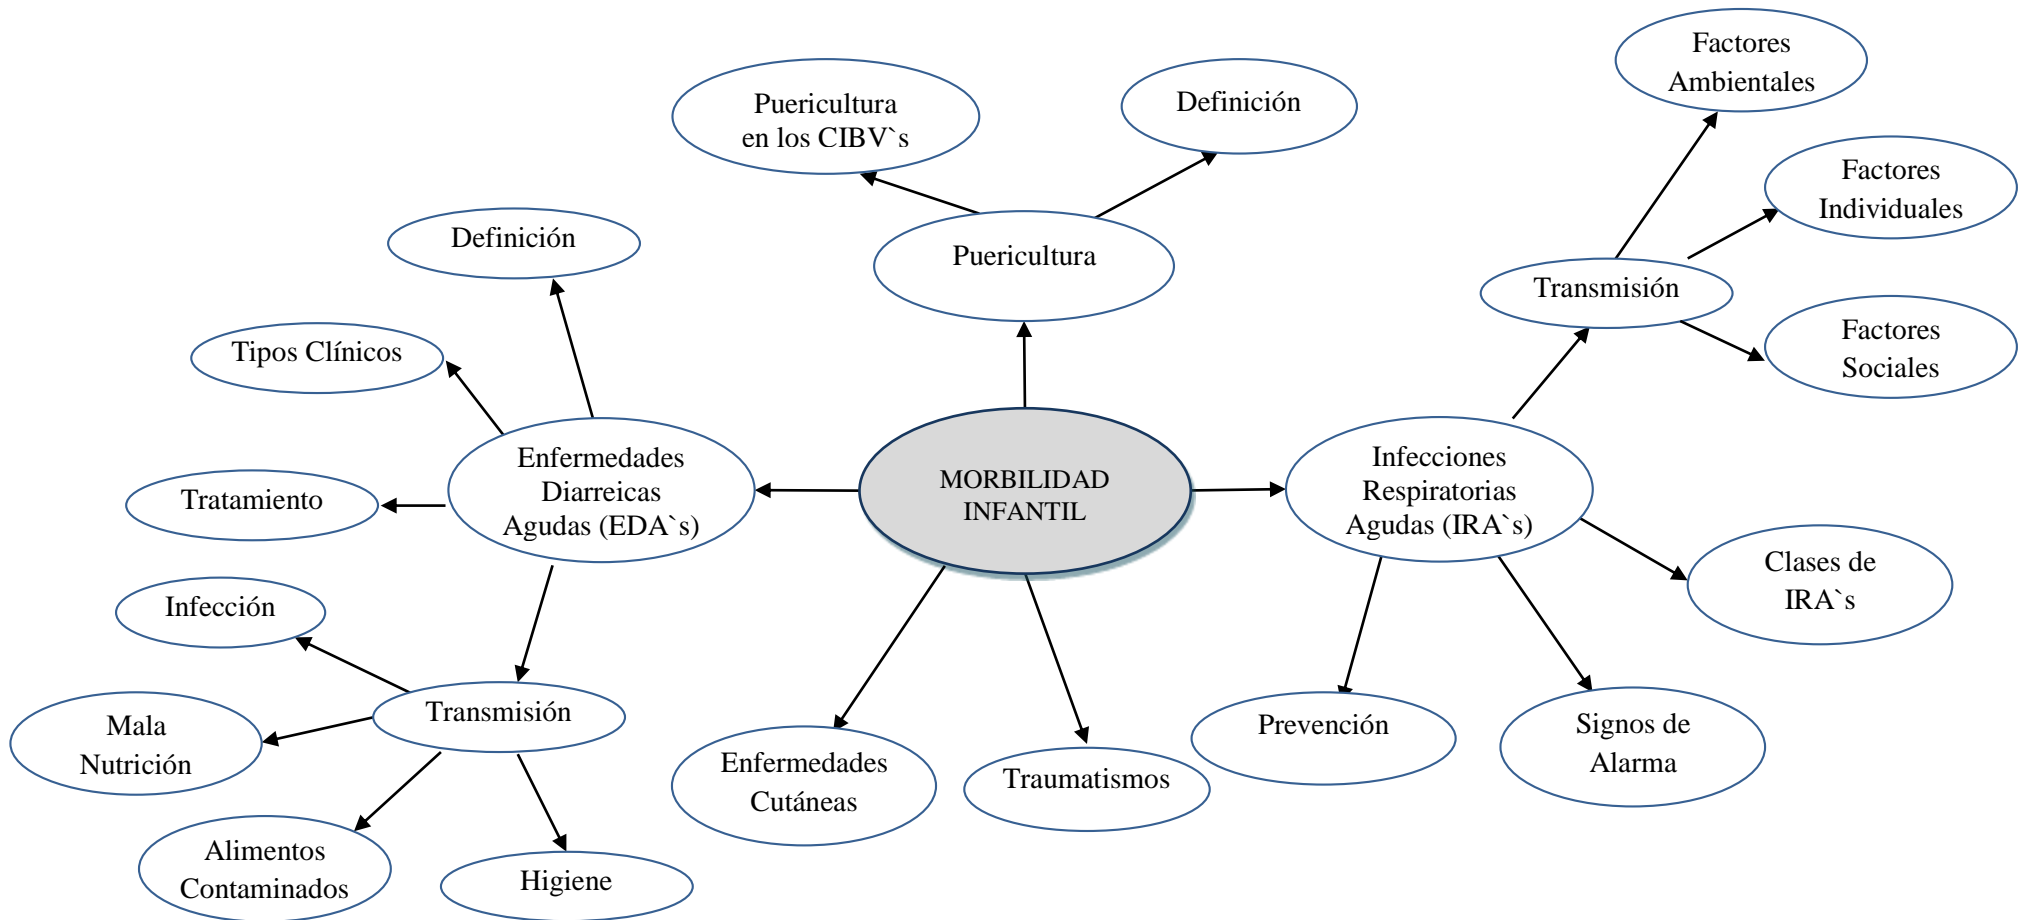 Factores
Ambientales
Puericultura
en los CIBV`s
Definición
Factores
Individuales
Definición
Puericultura
Transmisión
Tipos Clínicos
Factores
Sociales
Enfermedades
Diarreicas
Agudas (EDA`s)
MORBILIDAD
INFANTIL
Infecciones
Respiratorias
Agudas (IRA`s)
Tratamiento
Clases de
IRA`s
Infección
Transmisión
Mala
Nutrición
Enfermedades
Cutáneas
Traumatismos
Prevención
Signos de
Alarma
Alimentos
Contaminados
Higiene